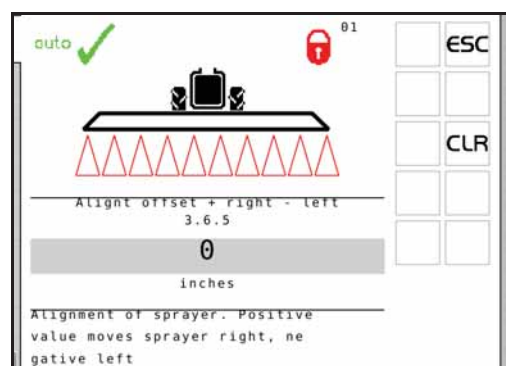 auto
01
ESC
CLR
Alignt offset + right - left
3.6.5
0
inches
Alignment of sprayer. Positive
value moves sprayer right, ne
gative left